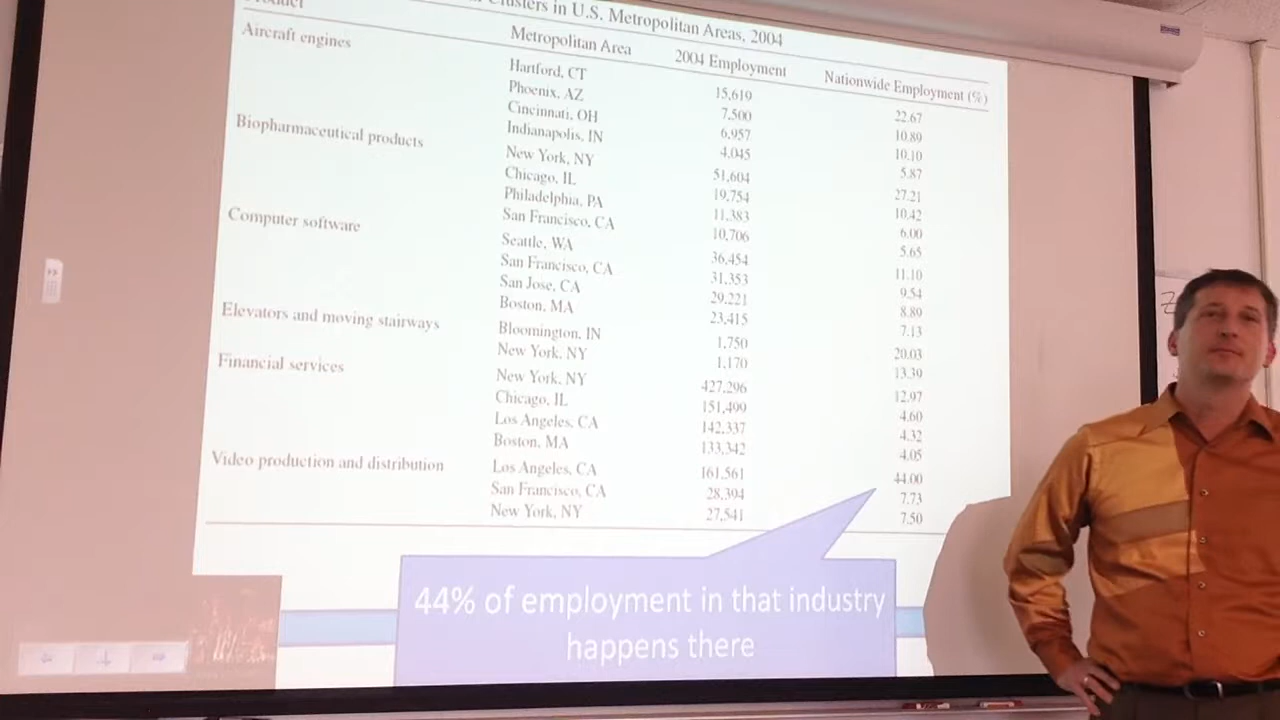 Product
Clusters in U.S. Metropolitan Areas, 2004
Metropolitan Area 2004 Employment Nationwide Employment (%)
Aircraft engines Hartford, CT 15,619 22.67
Phoenix, AZ 7,500 10.89
Cincinnati, OH 6,957 10.10
Indianapolis, IN 4,045 5.87
Biopharmaceutical products New York, NY 51,604 27.21
Chicago, IL 19,754 10.42
Philadelphia, PA 11,383 6.00
San Francisco, CA 10,706 5.65
Computer software Seattle, WA 36,454 11.10
San Francisco, CA 31,353 9.54
San Jose, CA 29,221 8.80
Boston, MA 23,415 7.13
Elevators and moving stairways Bloomington, IN 1,750 20.03
New York, NY 1,170 13.39
Financial services New York, NY 427,296 12.97
Chicago, IL 151,499 4.60
Los Angeles, CA 142,337 4.32
Boston, MA 133,342 4.05
Video production and distribution Los Angeles, CA 161,561 44.00
San Francisco, CA 28,394 7.73
New York, NY 27,541 7.50
44% of employment in that industry
happens there